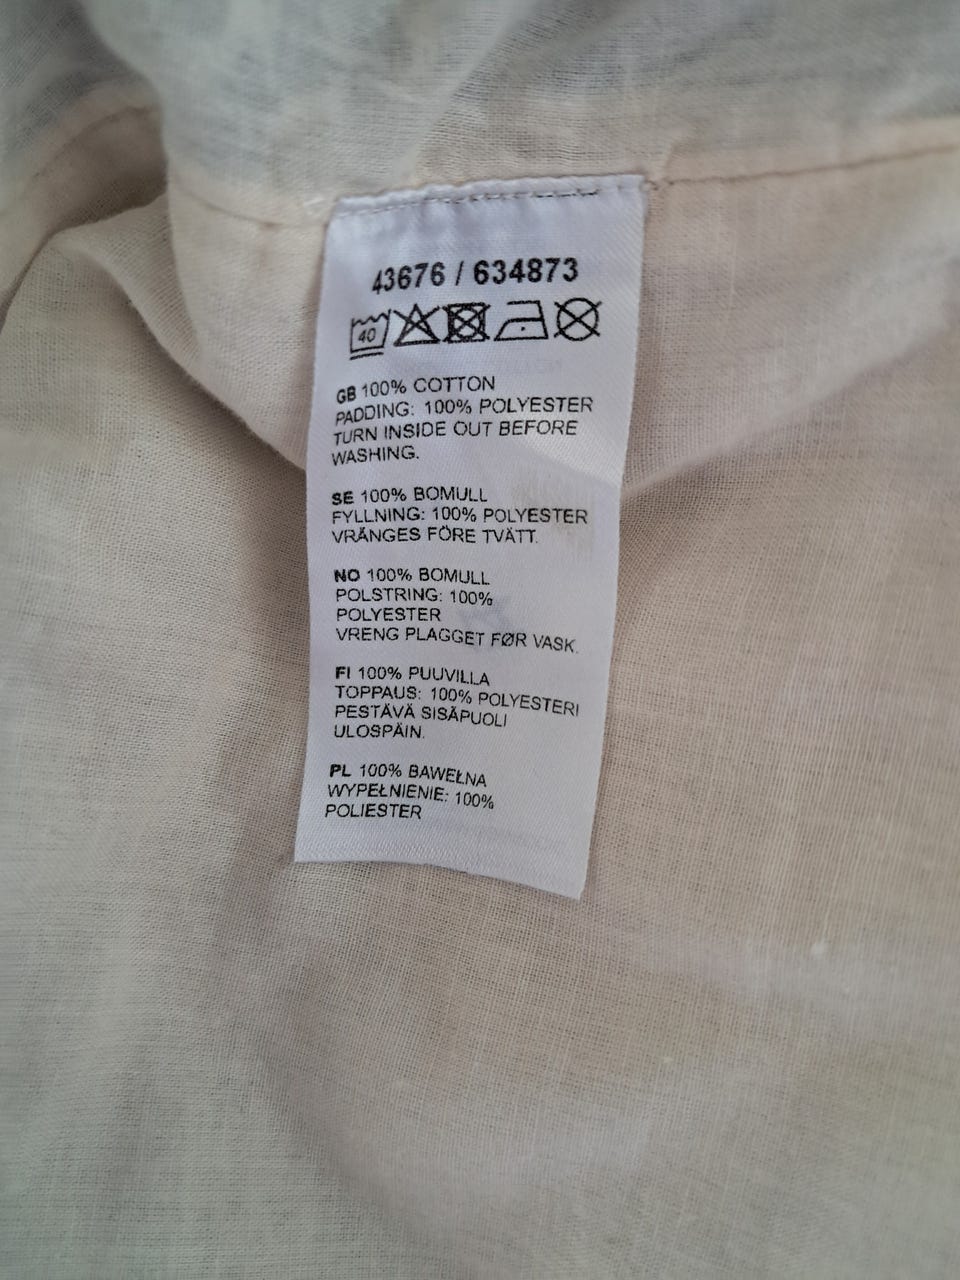 43676 / 634873
40
GB 100% COTTON
PADDING: 100% POLYESTER
TURN INSIDE OUT BEFORE
WASHING.
SE 100% BOMULL
FYLLNING: 100% POLYESTER
VRÄNGES FÖRE TVÄTT.
NO 100% BOMULL
POLSTRING: 100%
POLYESTER
VRENG PLAGGET FØR VASK.
FI 100% PUUVILLA
TOPPAUS: 100% POLYESTERI
PESTÄVÄ SISÄPUOLI
ULOSPÄIN.
PL 100% BAWEŁNA
WYPEŁNIENIE: 100%
POLIESTER